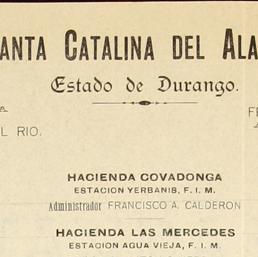 ANTA CATALINA DEL ALA
Estado de Durango.
L RIO.
HACIENDA COVADONGA
ESTACION YERBANIS, F. I. M.
Administrador FRANCISCO A. CALDERON
HACIENDA LAS MERCEDES
ESTACION AGUA VIEJA, F. I. M.